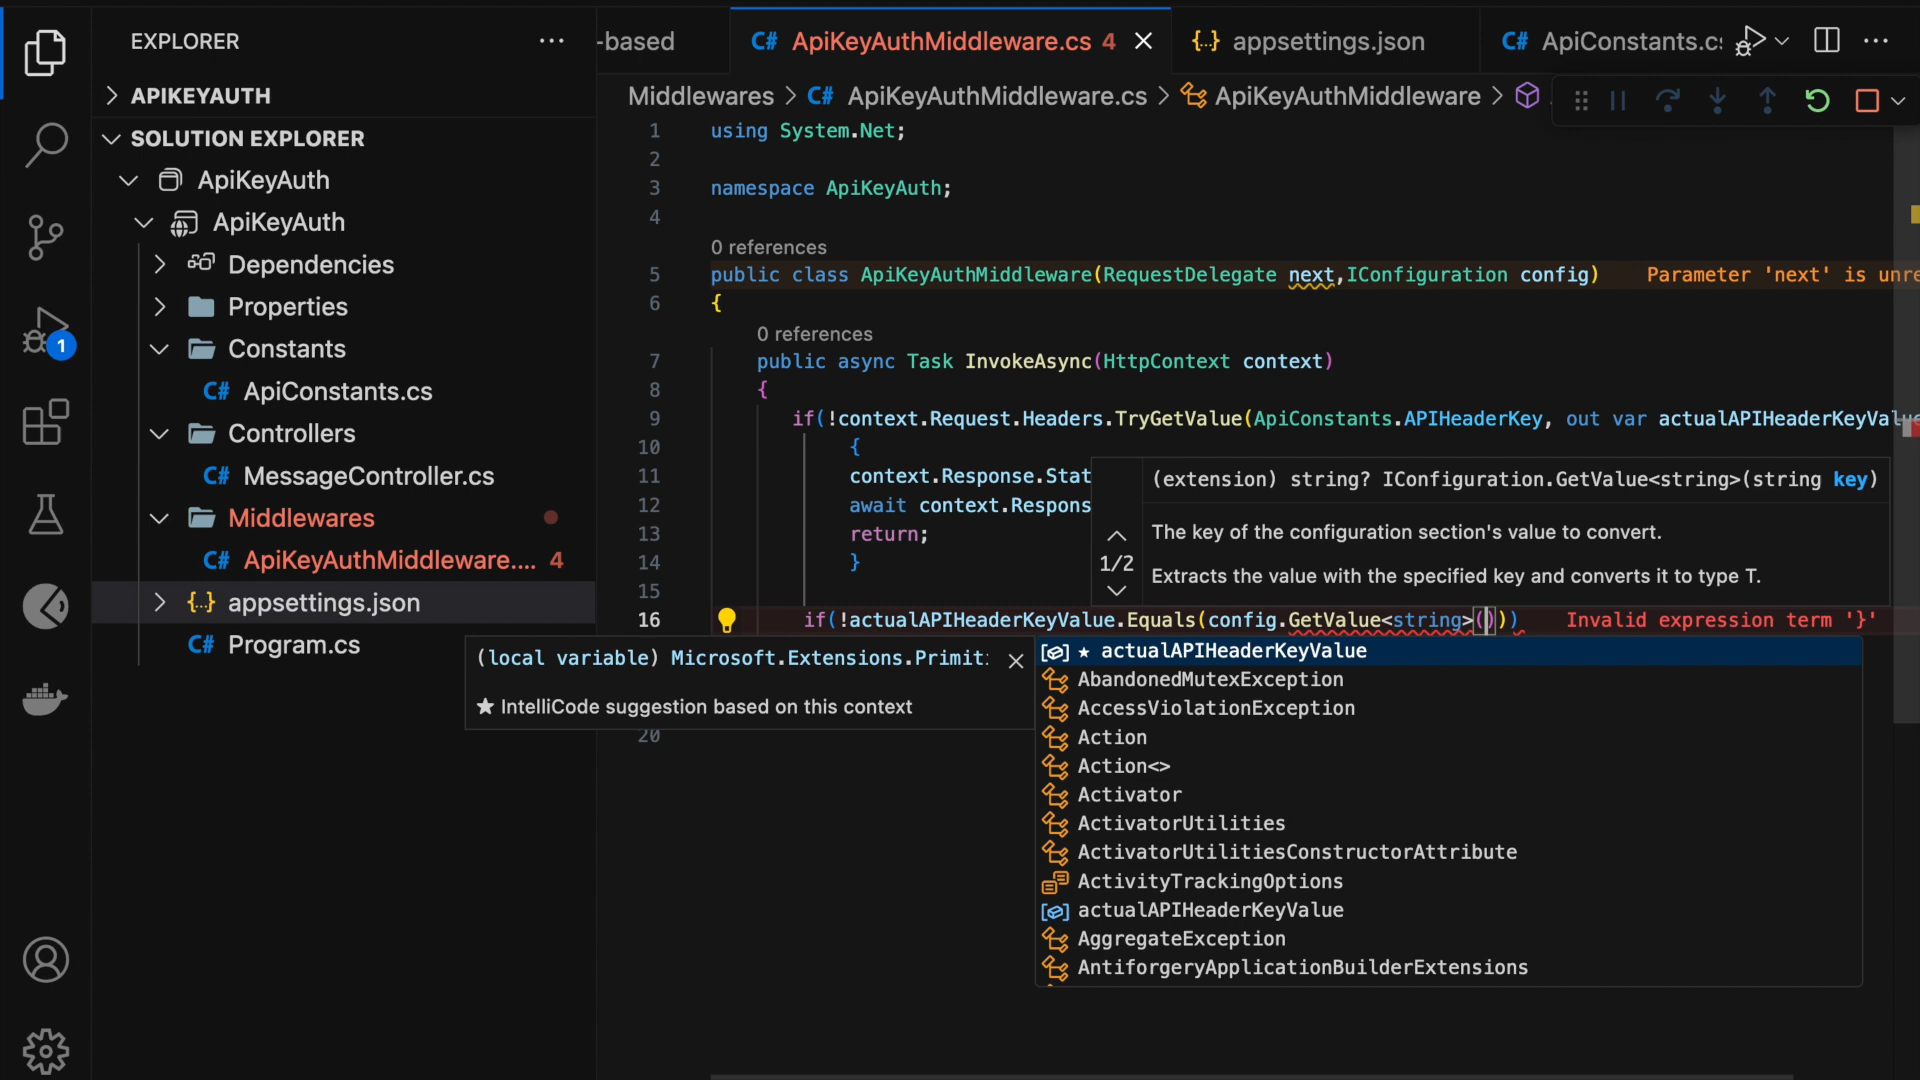 EXPLORER
APIKEYAUTH
SOLUTION EXPLORER
ApiKeyAuth
ApiKeyAuth
Dependencies
Properties
Constants
C# ApiConstants.cs
Controllers
C# MessageController.cs
Middlewares
C# ApiKeyAuthMiddleware.... 4
{..} appsettings.json
C# Program.cs
1
-based
C# ApiKeyAuthMiddleware.cs 4
{..} appsettings.json
C# ApiConstants.c
Middlewares > C# ApiKeyAuthMiddleware.cs > ApiKeyAuthMiddleware >
1 using System.Net;
2
3 namespace ApiKeyAuth;
4
0 references
5 public class ApiKeyAuthMiddleware(RequestDelegate next,IConfiguration config) Parameter 'next' is unre
6 {
0 references
7 public async Task InvokeAsync(HttpContext context)
8 {
9 if(!context.Request.Headers.TryGetValue(ApiConstants.APIHeaderKey, out var actualAPIHeaderKeyValue
10 {
11 context.Response.Stat
12 await context.Respons
13 return;
14 }
15
16 if(!actualAPIHeaderKeyValue.Equals(config.GetValue<string>())) Invalid expression term '}'
20
(extension) string? IConfiguration.GetValue<string>(string key)
The key of the configuration section's value to convert.
1/2
Extracts the value with the specified key and converts it to type T.
(local variable) Microsoft.Extensions.Primit
★ IntelliCode suggestion based on this context
★ actualAPIHeaderKeyValue
AbandonedMutexException
AccessViolationException
Action
Action<>
Activator
ActivatorUtilities
ActivatorUtilitiesConstructorAttribute
ActivityTrackingOptions
actualAPIHeaderKeyValue
AggregateException
AntiforgeryApplicationBuilderExtensions